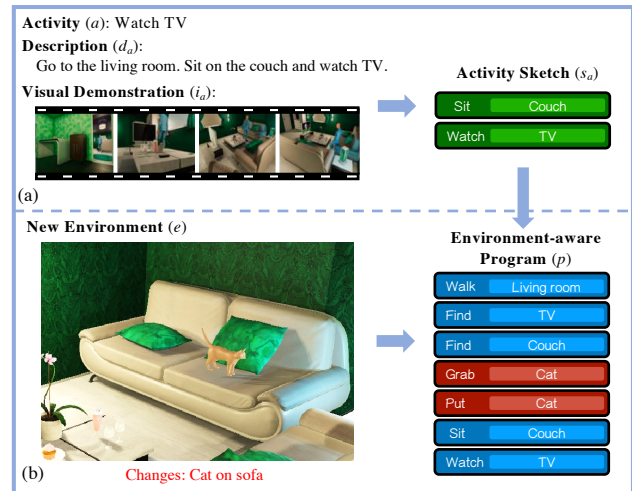 Activity (a): Watch TV
Description (dₐ):
Go to the living room. Sit on the couch and watch TV.
Visual Demonstration (iₐ):
Activity Sketch (sₐ)
Sit Couch
Watch TV
(a)
New Environment (e)
Environment-aware
Program (p)
Walk Living room
Find TV
Find Couch
Grab Cat
Put Cat
Sit Couch
Watch TV
(b)
Changes: Cat on sofa